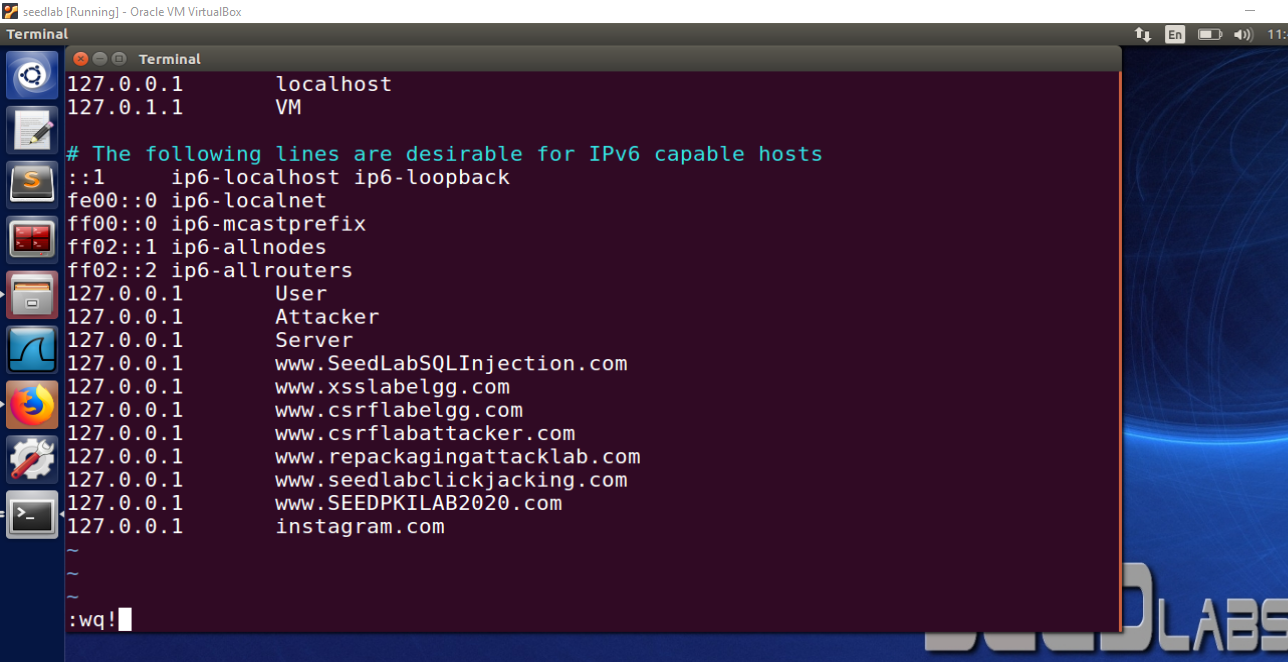 seedlab [Running] - Oracle VM VirtualBox
Terminal
En
11:
Terminal
127.0.0.1       localhost
127.0.1.1       VM
# The following lines are desirable for IPv6 capable hosts
::1     ip6-localhost ip6-loopback
fe00::0 ip6-localnet
ff00::0 ip6-mcastprefix
ff02::1 ip6-allnodes
ff02::2 ip6-allrouters
127.0.0.1       User
127.0.0.1       Attacker
127.0.0.1       Server
127.0.0.1       www.SeedLabSQLInjection.com
127.0.0.1       www.xsslabelgg.com
127.0.0.1       www.csrflabelgg.com
127.0.0.1       www.csrflabattacker.com
127.0.0.1       www.repackagingattacklab.com
127.0.0.1       www.seedlabclickjacking.com
127.0.0.1       www.SEEDPKILAB2020.com
127.0.0.1       instagram.com
~
~
~
:wq!
SEED LABS